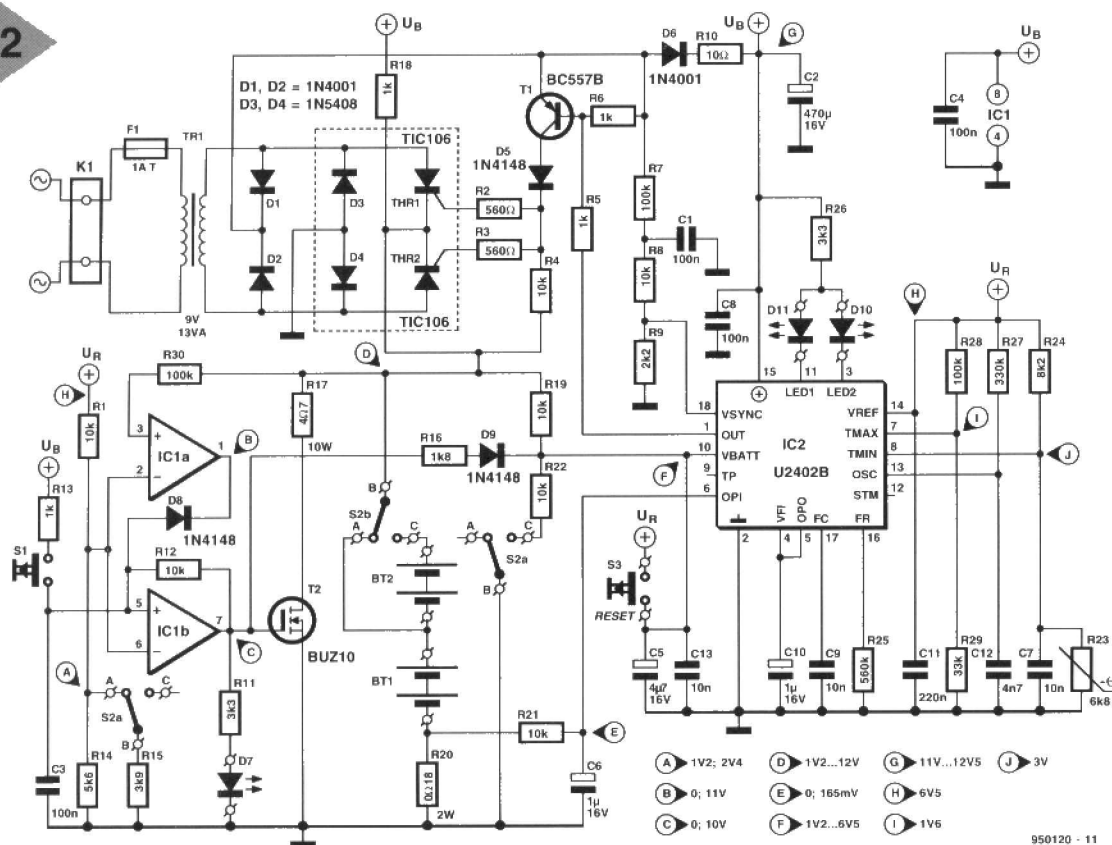 2
UB
D6
R10
10Ω
1N4001
UB
G
UB
R18
1k
D1, D2 = 1N4001
D3, D4 = 1N5408
BC557B
T1
R6
1k
C2
470µ
16V
C4
100n
8
IC1
4
F1
1A T
TR1
K1
TIC106
D5
1N4148
D1
D3
THR1
R2
560Ω
R5
1k
R7
100k
C1
100n
R26
3k3
D2
D4
THR2
R3
560Ω
R4
10k
R8
10k
UR
9V
13VA
TIC106
R9
2k2
C8
100n
D11
D10
H
R28
100k
R27
330k
R24
8k2
UR
H
R1
10k
R30
100k
R17
4Ω7
10W
D
R19
10k
15
11
3
LED1
LED2
18
VSYNC
1
OUT
10
VBATT
9
TP
6
OPI
IC2
U2402B
VREF
14
TMAX
7
TMIN
8
OSC
13
STM
12
I
J
3
+
IC1a
1
2
−
B
UB
R13
1k
R16
1k8
D9
1N4148
F
R22
10k
B
S2b
A
C
A
C
S2a
B
VFI
OPO
FC
FR
2
4
5
17
16
D8
1N4148
S1
R12
10k
UR
S3
RESET
BT2
T2
BUZ10
5
+
IC1b
7
6
−
C
A
A
C
S2a
B
R11
3k3
BT1
C5
4µ7
16V
C13
10n
C10
1µ
16V
C9
10n
R25
560k
C11
220n
R29
33k
C12
4n7
C7
10n
R23
6k8
R21
10k
E
C3
100n
R14
5k6
R15
3k9
D7
R20
0Ω18
2W
C6
1µ
16V
A 1V2; 2V4
D 1V2...12V
G 11V...12V5
J 3V
B 0; 11V
E 0; 165mV
H 6V5
C 0; 10V
F 1V2...6V5
I 1V6
950120 - 11